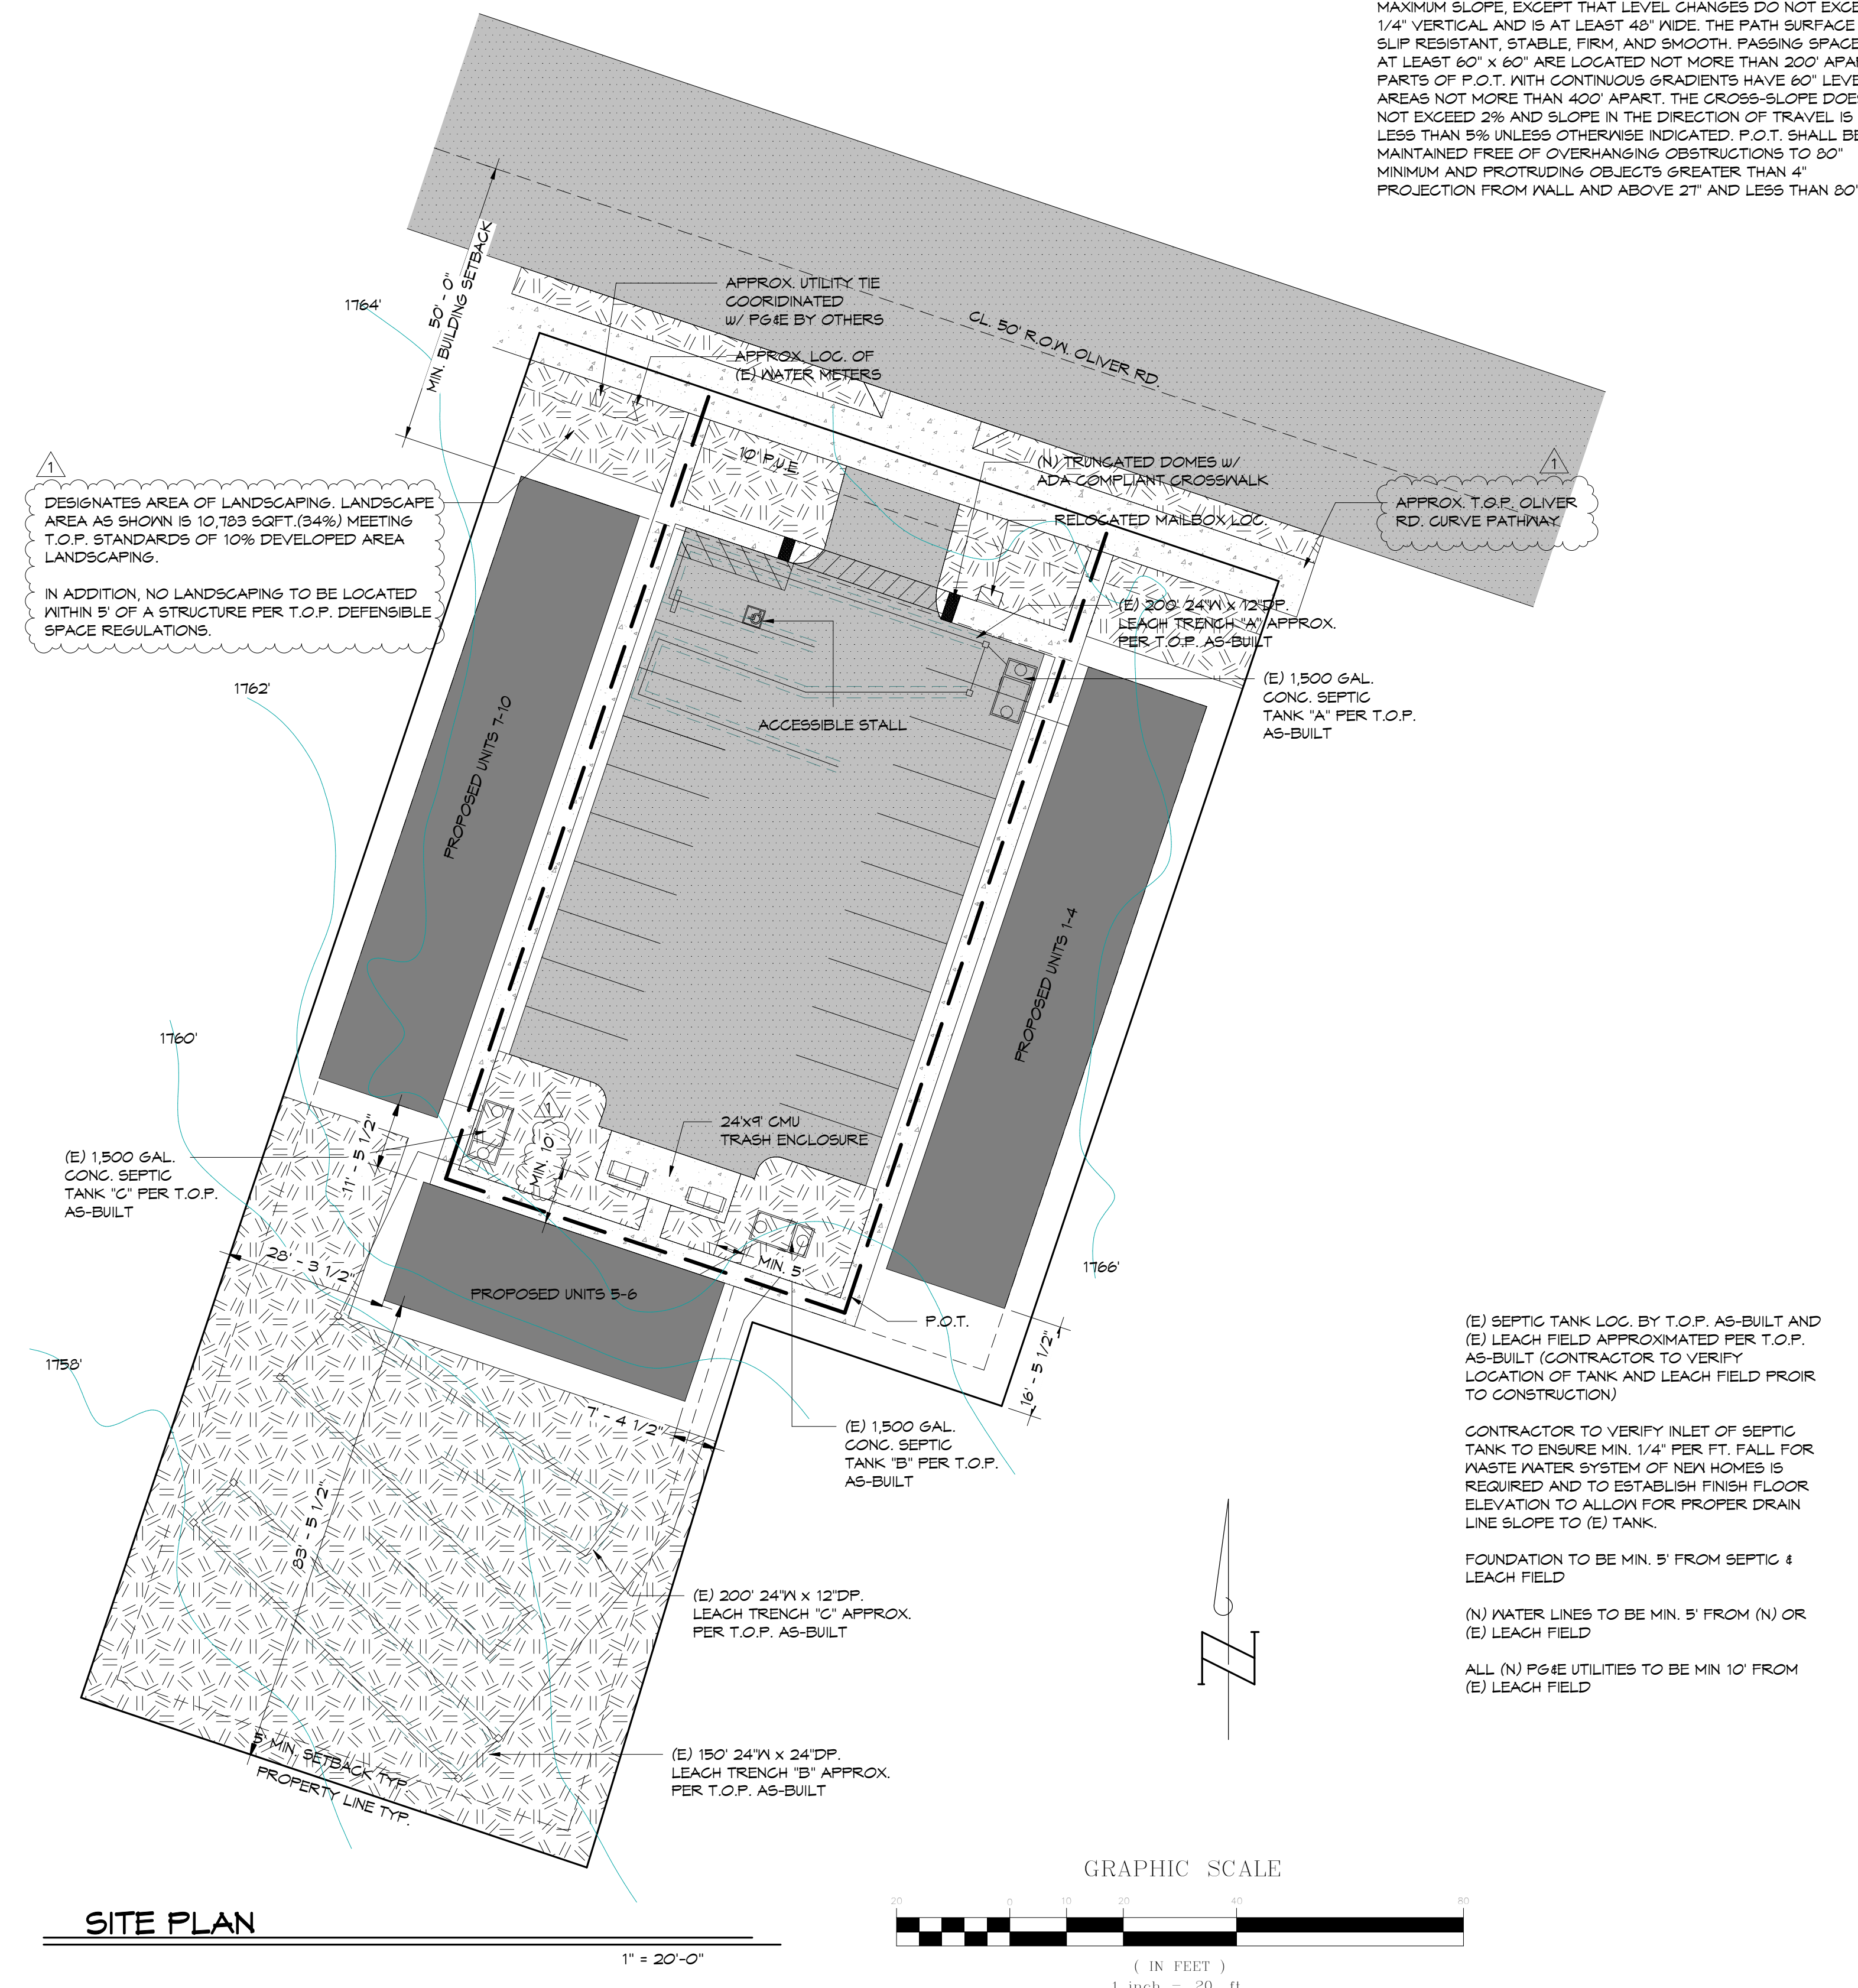 MAXIMUM SLOPE, EXCEPT THAT LEVEL CHANGES DO NOT EXCE
1/4" VERTICAL AND IS AT LEAST 48" WIDE. THE PATH SURFACE
SLIP RESISTANT, STABLE, FIRM, AND SMOOTH. PASSING SPACE
AT LEAST 60" x 60" ARE LOCATED NOT MORE THAN 200' APA
PARTS OF P.O.T. WITH CONTINUOUS GRADIENTS HAVE 60" LEVE
AREAS NOT MORE THAN 400' APART. THE CROSS-SLOPE DOE
NOT EXCEED 2% AND SLOPE IN THE DIRECTION OF TRAVEL IS
LESS THAN 5% UNLESS OTHERWISE INDICATED. P.O.T. SHALL BE
MAINTAINED FREE OF OVERHANGING OBSTRUCTIONS TO 80"
MINIMUM AND PROTRUDING OBJECTS GREATER THAN 4"
PROJECTION FROM WALL AND ABOVE 27" AND LESS THAN 80"
50' - 0"
MIN. BUILDING SETBACK
1764'
APPROX. UTILITY TIE
COORIDINATED
W/ PG&E BY OTHERS
APPROX. LOC. OF
(E) WATER METERS
CL. 50' R.O.W. OLIVER RD.
10' P.U.E.
1
DESIGNATES AREA OF LANDSCAPING. LANDSCAPE
AREA AS SHOWN IS 10,783 SQFT.(34%) MEETING
T.O.P. STANDARDS OF 10% DEVELOPED AREA
LANDSCAPING.
IN ADDITION, NO LANDSCAPING TO BE LOCATED
WITHIN 5' OF A STRUCTURE PER T.O.P. DEFENSIBLE
SPACE REGULATIONS.
(N) TRUNCATED DOMES W/
ADA COMPLIANT CROSSWALK
RELOCATED MAILBOX LOC.
1
APPROX. T.O.P. OLIVER
RD. CURVE PATHWAY
(E) 200' 24"W x 12"DP.
LEACH TRENCH "A" APPROX.
PER T.O.P. AS-BUILT
(E) 1,500 GAL.
CONC. SEPTIC
TANK "A" PER T.O.P.
AS-BUILT
1762'
ACCESSIBLE STALL
PROPOSED UNITS 7-10
PROPOSED UNITS 1-4
1760'
24'x9' CMU
TRASH ENCLOSURE
1
MIN. 10'
(E) 1,500 GAL.
CONC. SEPTIC
TANK "C" PER T.O.P.
AS-BUILT
11' - 5 1/2"
28' - 3 1/2"
MIN. 5'
PROPOSED UNITS 5-6
1766'
P.O.T.
1758'
16' - 5 1/2"
7' - 4 1/2"
(E) 1,500 GAL.
CONC. SEPTIC
TANK "B" PER T.O.P.
AS-BUILT
83' - 5 1/2"
(E) SEPTIC TANK LOC. BY T.O.P. AS-BUILT AND
(E) LEACH FIELD APPROXIMATED PER T.O.P.
AS-BUILT (CONTRACTOR TO VERIFY
LOCATION OF TANK AND LEACH FIELD PROIR
TO CONSTRUCTION)
CONTRACTOR TO VERIFY INLET OF SEPTIC
TANK TO ENSURE MIN. 1/4" PER FT. FALL FOR
WASTE WATER SYSTEM OF NEW HOMES IS
REQUIRED AND TO ESTABLISH FINISH FLOOR
ELEVATION TO ALLOW FOR PROPER DRAIN
LINE SLOPE TO (E) TANK.
FOUNDATION TO BE MIN. 5' FROM SEPTIC &
LEACH FIELD
(N) WATER LINES TO BE MIN. 5' FROM (N) OR
(E) LEACH FIELD
ALL (N) PG&E UTILITIES TO BE MIN 10' FROM
(E) LEACH FIELD
(E) 200' 24"W x 12"DP.
LEACH TRENCH "C" APPROX.
PER T.O.P. AS-BUILT
N
(E) 150' 24"W x 24"DP.
LEACH TRENCH "B" APPROX.
PER T.O.P. AS-BUILT
5' MIN. SETBACK TYP.
PROPERTY LINE TYP.
SITE PLAN
1" = 20'-0"
GRAPHIC SCALE
20 0 10 20 40 80
( IN FEET )
1 inch = 20 ft.